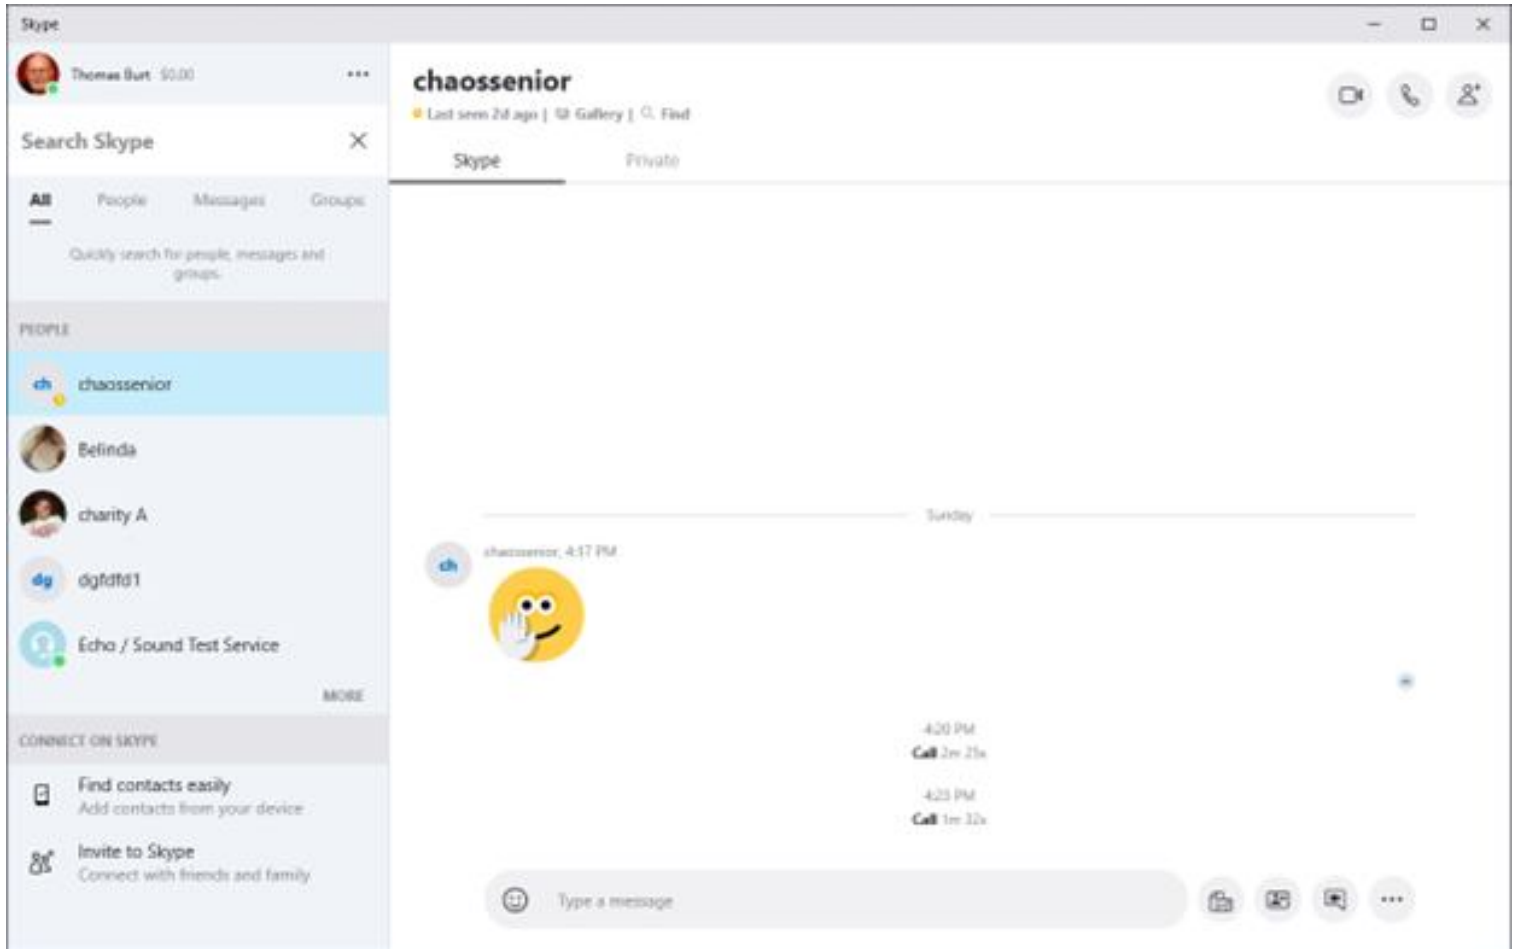 Skype
Thomas Burt $0.00
Search Skype
All People Messages Groups
Quickly search for people, messages and
groups.
PEOPLE
ch chaossenior
Belinda
charity A
dg dgfdfd1
Echo / Sound Test Service
MORE
CONNECT ON SKYPE
Find contacts easily
Add contacts from your device
Invite to Skype
Connect with friends and family
chaossenior
Last seen 2d ago | Gallery | Find
Skype Private
Sunday
chaossenior, 4:17 PM
ch
4:20 PM
Call 2m 25s
4:23 PM
Call 1m 32s
Type a message